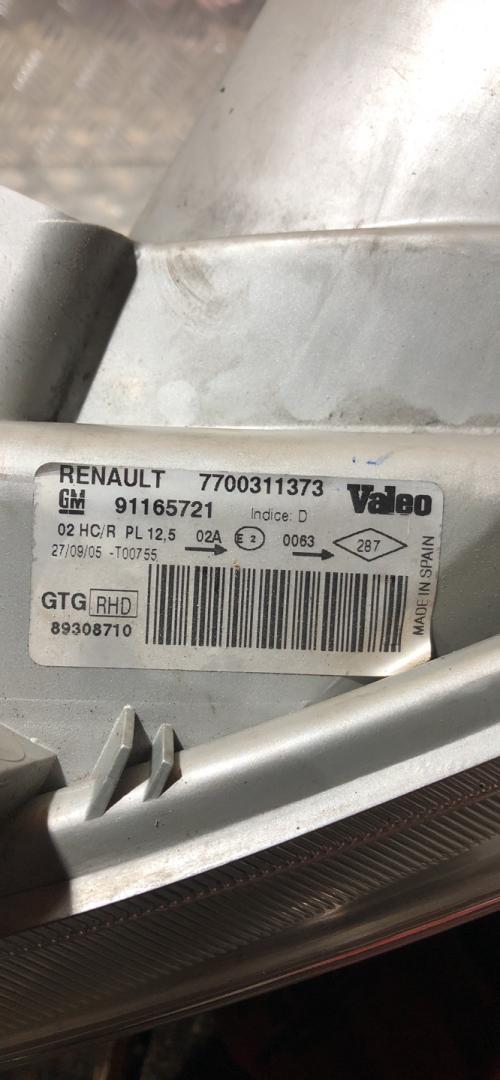 RENAULT 7700311373 Valeo
GM 91165721 Indice: D
02 HC/R PL 12,5 02A E 2 0063 287
27/09/05 -T00755
GTG RHD
89308710
MADE IN SPAIN